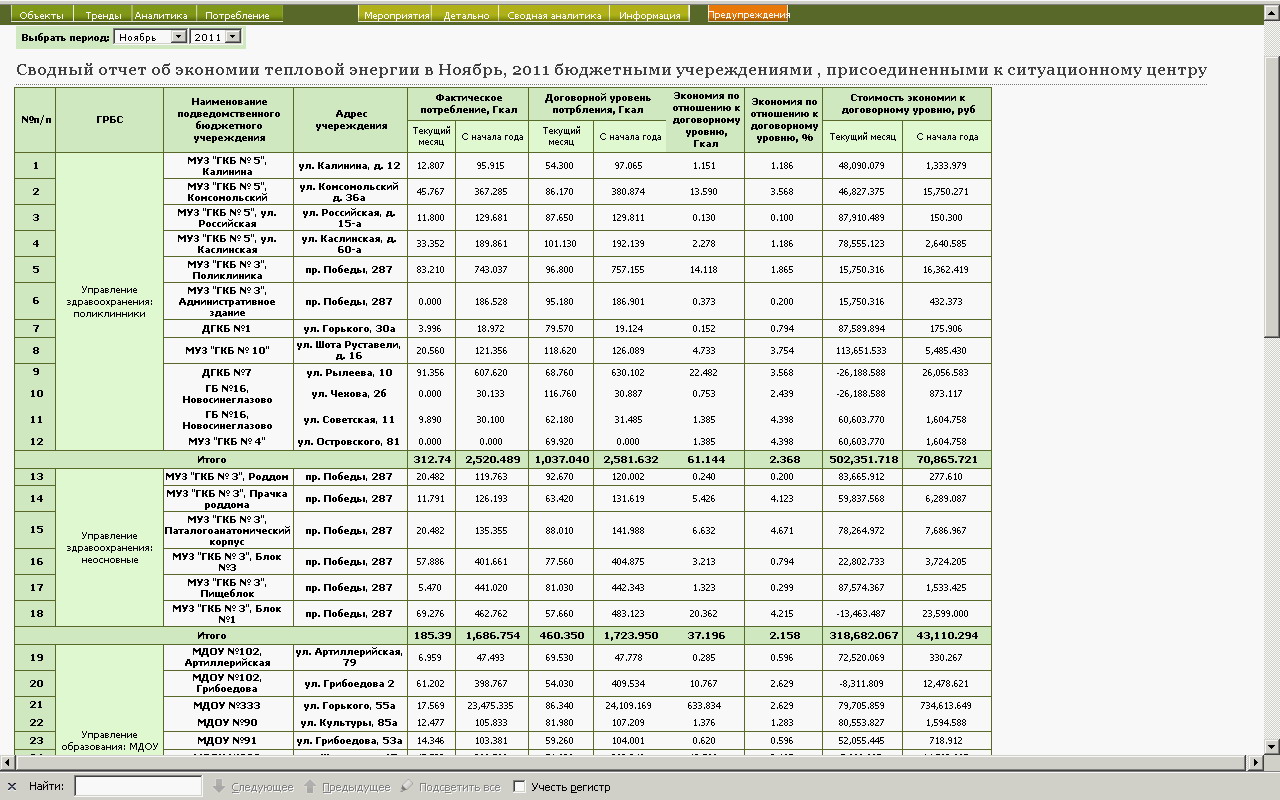 Объекты Тренды Аналитика Потребление Мероприятия Детально Сводная аналитика Информация Предупреждения
Выбрать период: Ноябрь 2011
Сводный отчет об экономии тепловой энергии в Ноябрь, 2011 бюджетными учереждениями , присоединенными к ситуационному центру
№п/п
ГРБС
Наименование
подведомственного
бюджетного
учереждения
Адрес
учереждения
Фактическое
потребление, Гкал
Договорной уровень
потрбления, Гкал
Экономия по
отношению к
договорному
уровню,
Гкал
Экономия по
отношению к
договорному
уровню, %
Стоимость экономии к
договорному уровню, руб
Текущий
месяц
С начала года
Текущий
месяц
С начала года
Текущий месяц
С начала года
Управление
здравоохранения:
поликлинники
1 МУЗ "ГКБ № 5",
Калинина
ул. Калинина, д. 12 12.807 95.915 54.300 97.065 1.151 1.186 48,090.079 1,333.979
2 МУЗ "ГКБ № 5",
Комсомольский
ул. Комсомольский
д. 36а
45.767 367.285 86.170 380.874 13.590 3.568 46,827.375 15,750.271
3 МУЗ "ГКБ № 5", ул.
Российская
ул. Российская, д.
15-а
11.800 129.681 87.650 129.811 0.130 0.100 87,910.489 150.300
4 МУЗ "ГКБ № 5", ул.
Каслинская
ул. Каслинская, д.
60-а
33.352 189.861 101.130 192.139 2.278 1.186 78,555.123 2,640.585
5 МУЗ "ГКБ № 3",
Поликлиника
пр. Победы, 287 83.210 743.037 96.800 757.155 14.118 1.865 15,750.316 16,362.419
6 МУЗ "ГКБ № 3",
Административное
здание
пр. Победы, 287 0.000 186.528 95.180 186.901 0.373 0.200 15,750.316 432.373
7 ДГКБ №1 ул. Горького, 30а 3.996 18.972 79.570 19.124 0.152 0.794 87,589.894 175.906
8 МУЗ "ГКБ № 10" ул. Шота Руставели,
д. 16
20.560 121.356 118.620 126.089 4.733 3.754 113,651.533 5,485.430
9 ДГКБ №7 ул. Рылеева, 10 91.356 607.620 68.760 630.102 22.482 3.568 -26,188.588 26,056.583
10 ГБ №16,
Новосинеглазово
ул. Чехова, 2б 0.000 30.133 116.760 30.887 0.753 2.439 -26,188.588 873.117
11 ГБ №16,
Новосинеглазово
ул. Советская, 11 9.890 30.100 62.180 31.485 1.385 4.398 60,603.770 1,604.758
12 МУЗ "ГКБ № 4" ул. Островского, 81 0.000 0.000 69.920 0.000 1.385 4.398 60,603.770 1,604.758
Итого 312.74 2,520.489 1,037.040 2,581.632 61.144 2.368 502,351.718 70,865.721
Управление
здравоохранения:
неосновные
13 МУЗ "ГКБ № 3", Роддом пр. Победы, 287 20.482 119.763 92.670 120.002 0.240 0.200 83,665.912 277.610
14 МУЗ "ГКБ № 3", Прачка
роддома
пр. Победы, 287 11.791 126.193 63.420 131.619 5.426 4.123 59,837.568 6,289.087
15 МУЗ "ГКБ № 3",
Паталогоанатомический
корпус
пр. Победы, 287 20.482 135.355 88.010 141.988 6.632 4.671 78,264.972 7,686.967
16 МУЗ "ГКБ № 3", Блок
№3
пр. Победы, 287 57.886 401.661 77.560 404.875 3.213 0.794 22,802.733 3,724.205
17 МУЗ "ГКБ № 3",
Пищеблок
пр. Победы, 287 5.470 441.020 81.030 442.343 1.323 0.299 87,574.367 1,533.425
18 МУЗ "ГКБ № 3", Блок
№1
пр. Победы, 287 69.276 462.762 57.660 483.123 20.362 4.215 -13,463.487 23,599.000
Итого 185.39 1,686.754 460.350 1,723.950 37.196 2.158 318,682.067 43,110.294
19 МДОУ №102,
Артиллерийская
ул. Артиллерийская,
79
6.959 47.493 69.530 47.778 0.285 0.596 72,520.069 330.267
20 МДОУ №102,
Грибоедова
ул. Грибоедова 2 61.202 398.767 54.030 409.534 10.767 2.629 -8,311.809 12,478.621
21 МДОУ №333 ул. Горького, 55а 17.569 23,475.335 86.340 24,109.169 633.834 2.629 79,705.859 734,613.649
22 МДОУ №90 ул. Культуры, 85а 12.477 105.833 81.980 107.209 1.376 1.283 80,553.827 1,594.588
23 МДОУ №91 ул. Грибоедова, 53а 14.346 103.381 59.260 104.001 0.620 0.596 52,055.445 718.912
Управление
образования: МДОУ
Найти: Следующее Предыдущее Подсветить все Учесть регистр